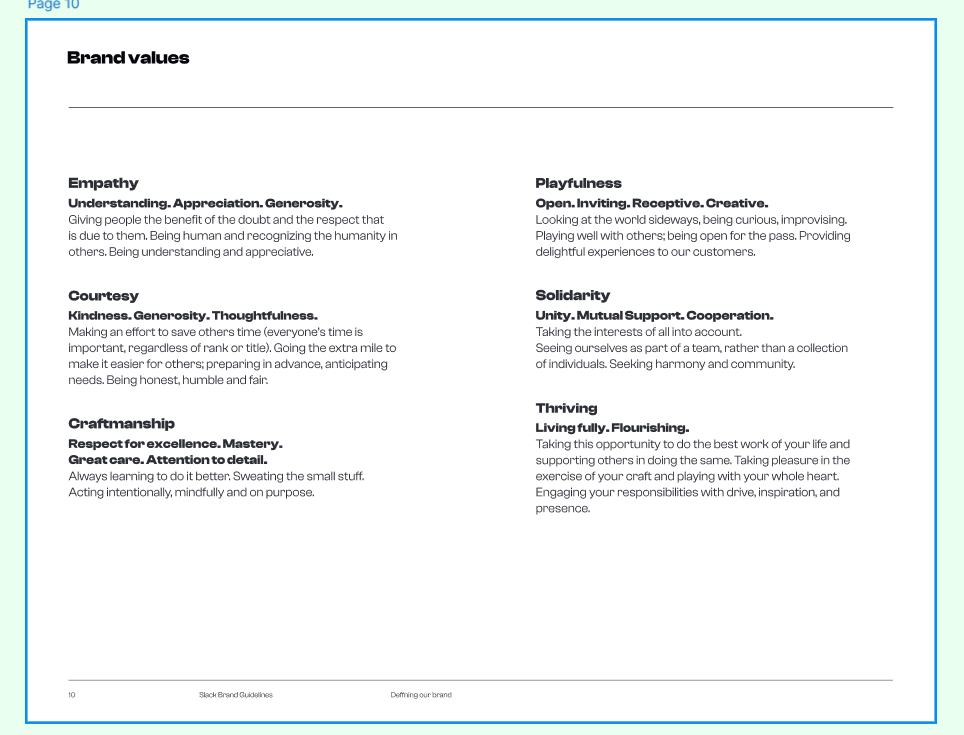 Page 10
Brand values
Empathy
Understanding. Appreciation. Generosity.
Giving people the benefit of the doubt and the respect that
is due to them. Being human and recognizing the humanity in
others. Being understanding and appreciative.
Courtesy
Kindness. Generosity. Thoughtfulness.
Making an effort to save others time (everyone's time is
important, regardless of rank or title). Going the extra mile to
make it easier for others; preparing in advance, anticipating
needs. Being honest, humble and fair.
Craftmanship
Respect for excellence. Mastery.
Great care. Attention to detail.
Always learning to do it better. Sweating the small stuff.
Acting intentionally, mindfully and on purpose.
Playfulness
Open. Inviting. Receptive. Creative.
Looking at the world sideways, being curious, improvising.
Playing well with others; being open for the pass. Providing
delightful experiences to our customers.
Solidarity
Unity. Mutual Support. Cooperation.
Taking the interests of all into account.
Seeing ourselves as part of a team, rather than a collection
of individuals. Seeking harmony and community.
Thriving
Living fully. Flourishing.
Taking this opportunity to do the best work of your life and
supporting others in doing the same. Taking pleasure in the
exercise of your craft and playing with your whole heart.
Engaging your responsibilities with drive, inspiration, and
presence.
10 Slack Brand Guidelines Deffning our brand